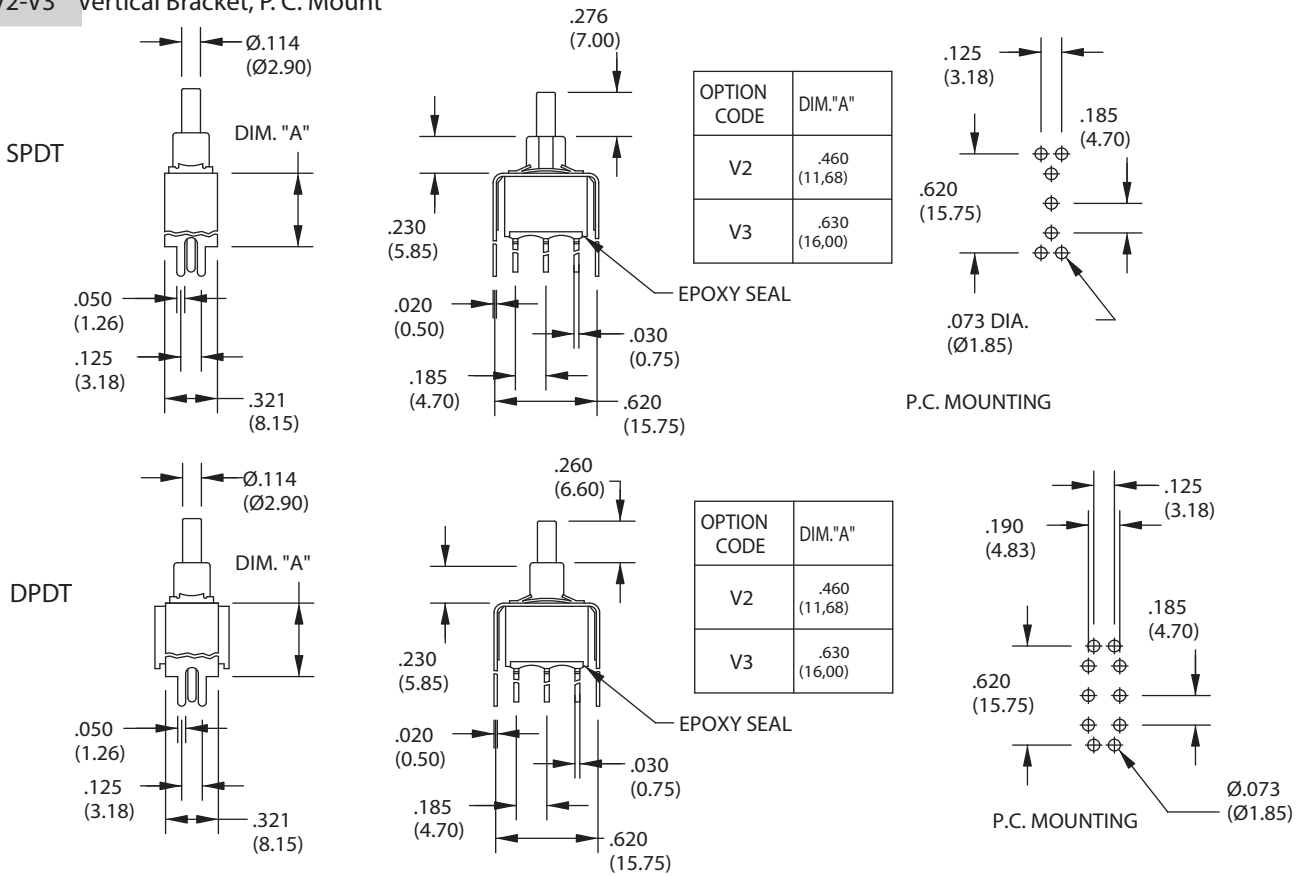 V2-V3 Vertical Bracket, P. C. Mount
SPDT
Ø.114
(Ø2.90)
DIM. "A"
.050
(1.26)
.125
(3.18)
.321
(8.15)
.276
(7.00)
.230
(5.85)
.020
(0.50)
.185
(4.70)
EPOXY SEAL
.030
(0.75)
.620
(15.75)
OPTION CODE DIM."A"
V2 .460 (11,68)
V3 .630 (16,00)
.125
(3.18)
.185
(4.70)
.620
(15.75)
.073 DIA.
(Ø1.85)
P.C. MOUNTING
DPDT
Ø.114
(Ø2.90)
DIM. "A"
.050
(1.26)
.125
(3.18)
.321
(8.15)
.260
(6.60)
.230
(5.85)
.020
(0.50)
.185
(4.70)
EPOXY SEAL
.030
(0.75)
.620
(15.75)
OPTION CODE DIM."A"
V2 .460 (11,68)
V3 .630 (16,00)
.125
(3.18)
.190
(4.83)
.185
(4.70)
.620
(15.75)
Ø.073
(Ø1.85)
P.C. MOUNTING